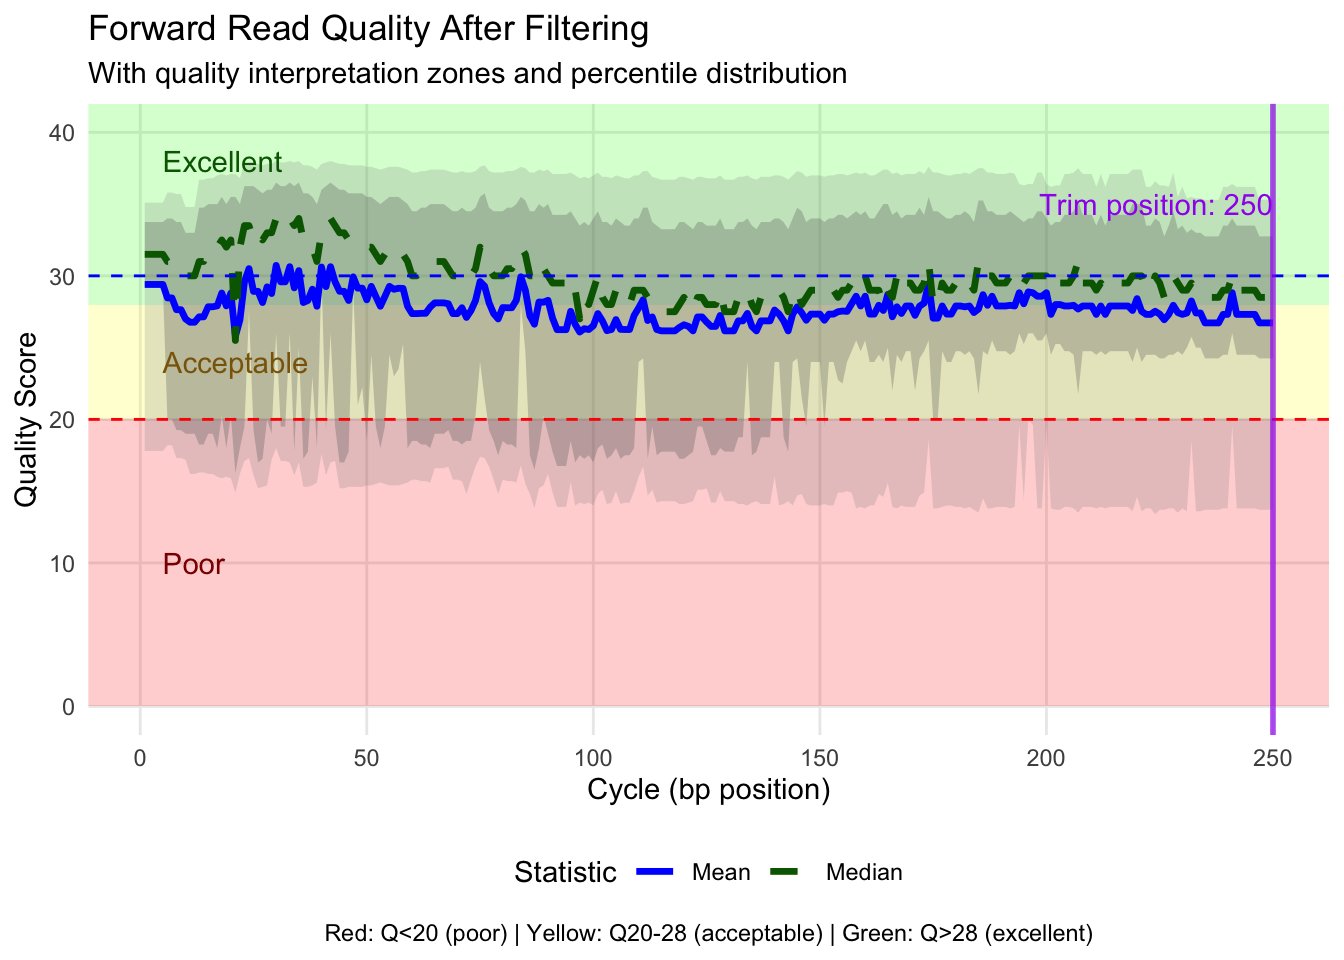 Forward Read Quality After Filtering
With quality interpretation zones and percentile distribution
40
30
20
10
0
Quality Score
Excellent
Acceptable
Poor
Trim position: 250
0 50 100 150 200 250
Cycle (bp position)
Statistic Mean Median
Red: Q<20 (poor) | Yellow: Q20-28 (acceptable) | Green: Q>28 (excellent)